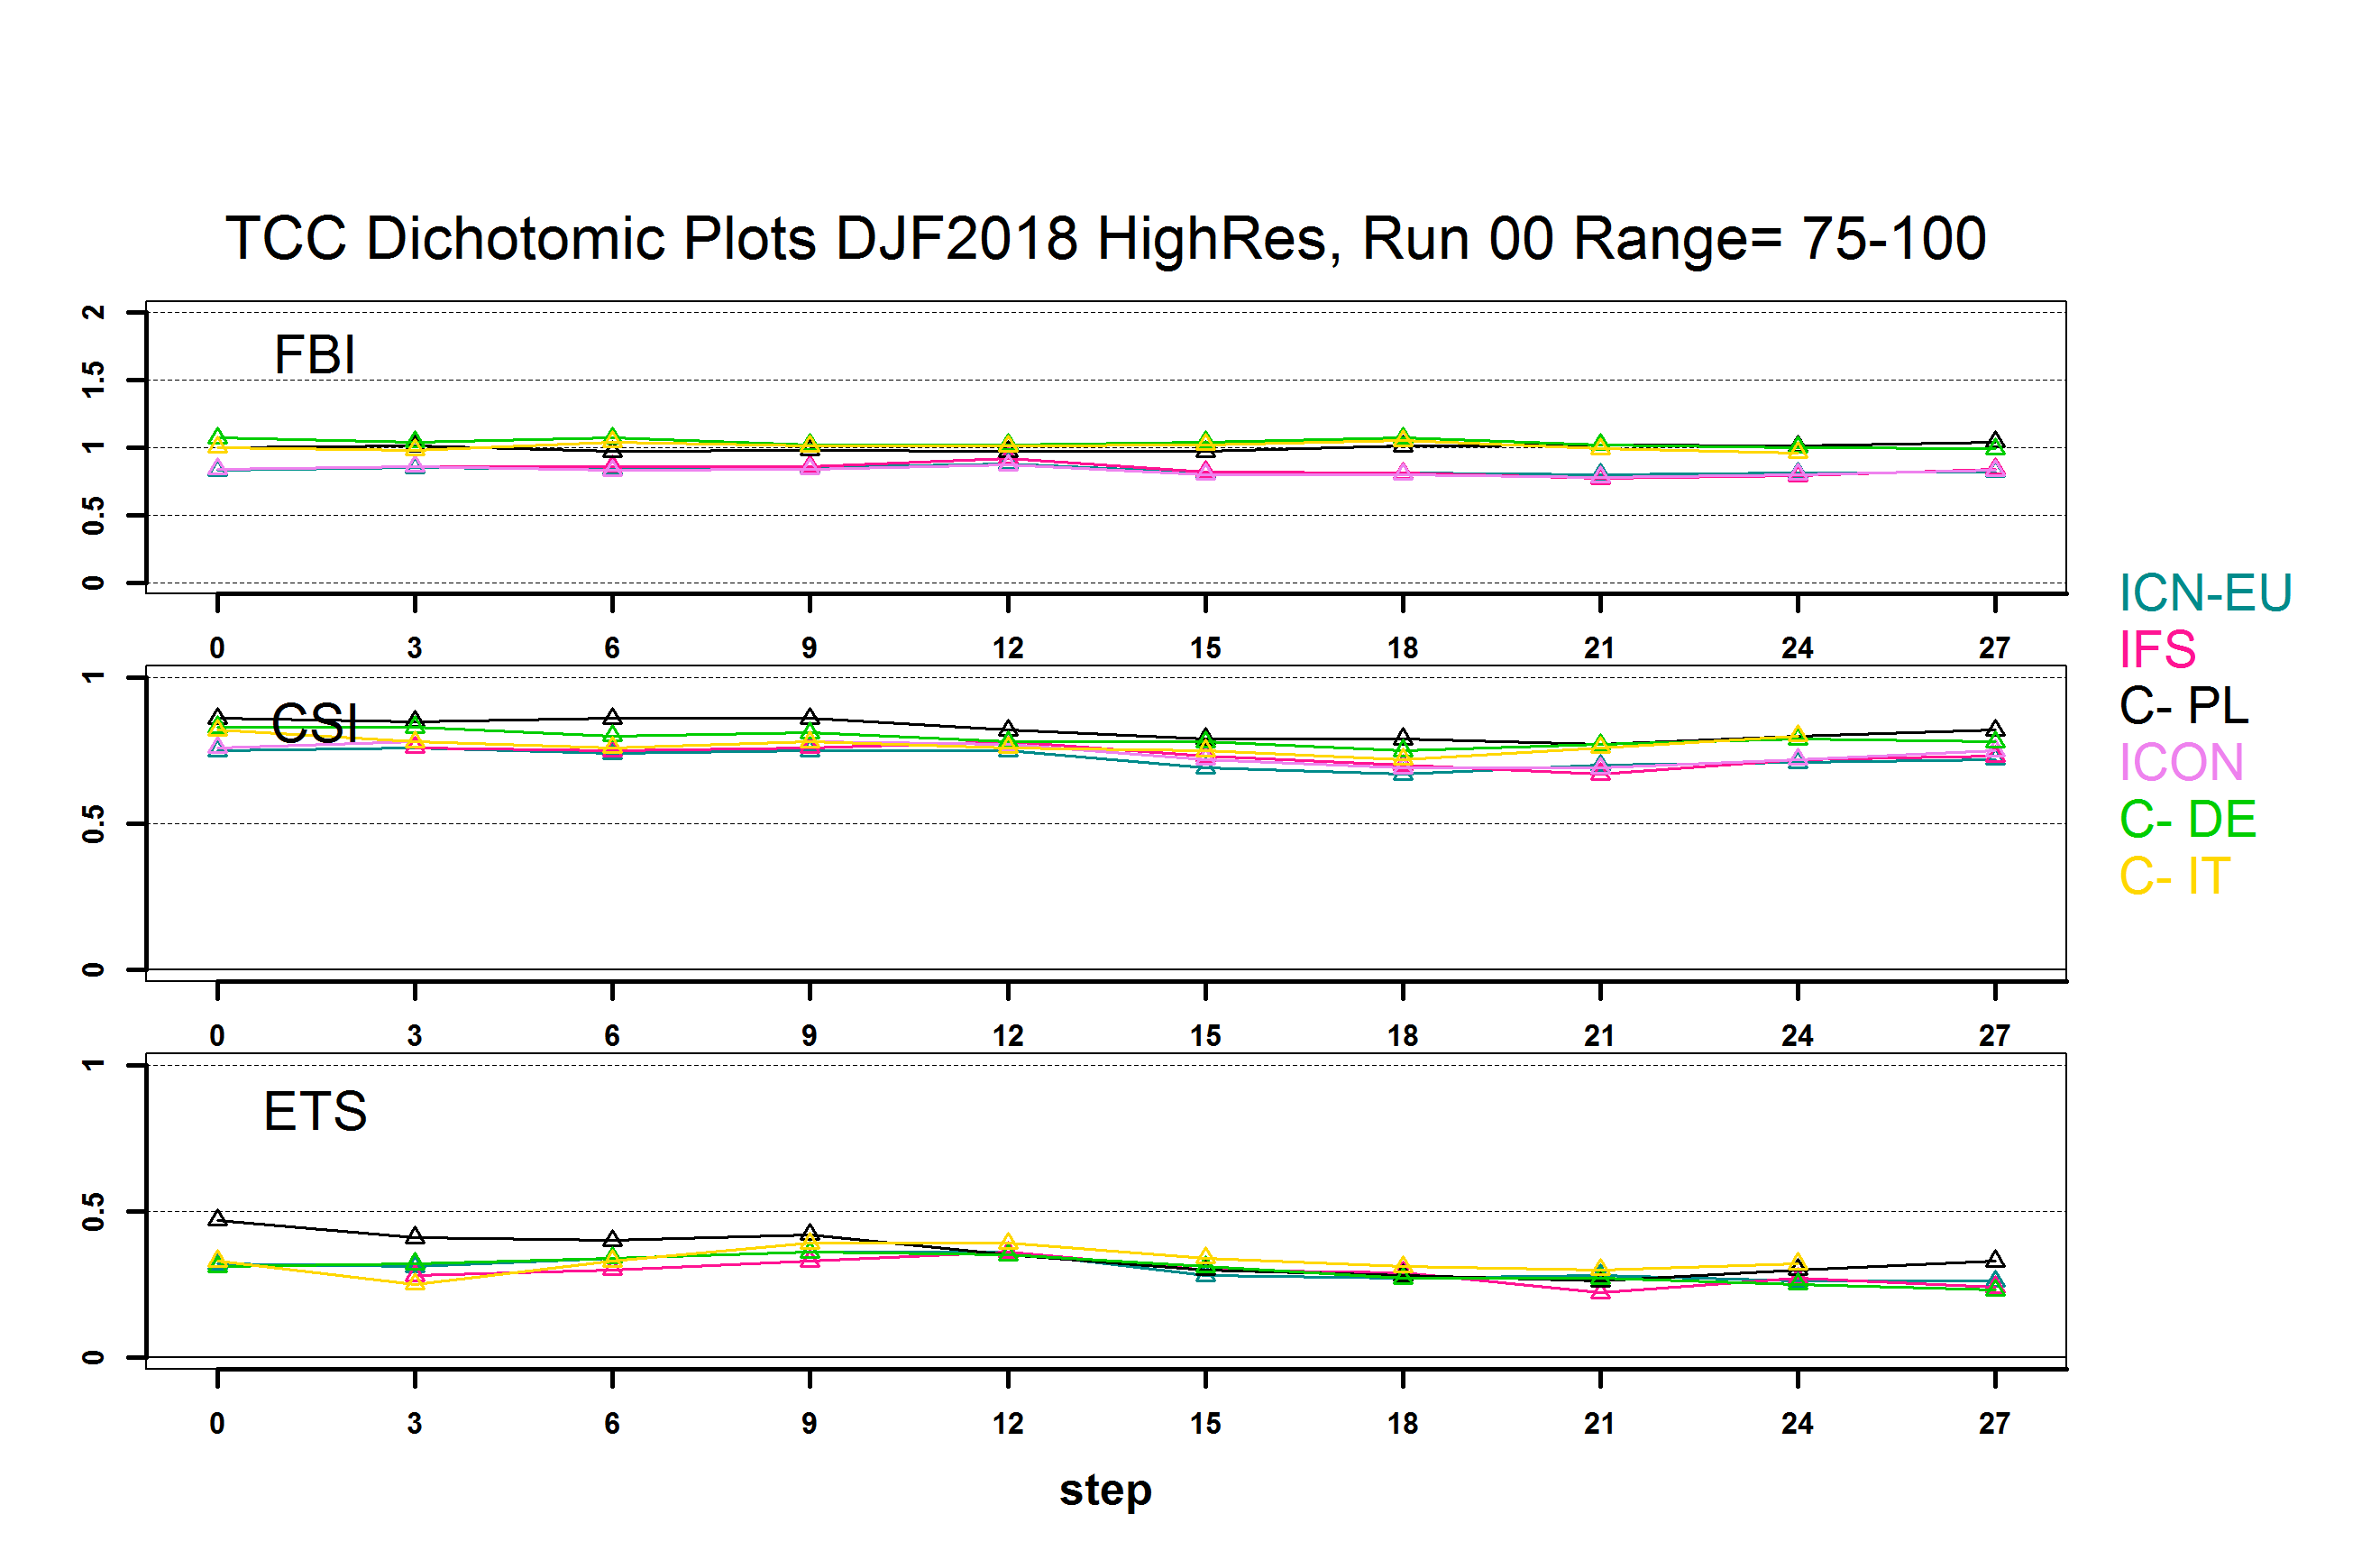 TCC Dichotomic Plots DJF2018 HighRes, Run 00 Range= 75-100
2
1.5
1
0.5
0
FBI
0 3 6 9 12 15 18 21 24 27
1
0.5
0
CSI
0 3 6 9 12 15 18 21 24 27
1
0.5
0
ETS
0 3 6 9 12 15 18 21 24 27
step
ICN-EU
IFS
C- PL
ICON
C- DE
C- IT